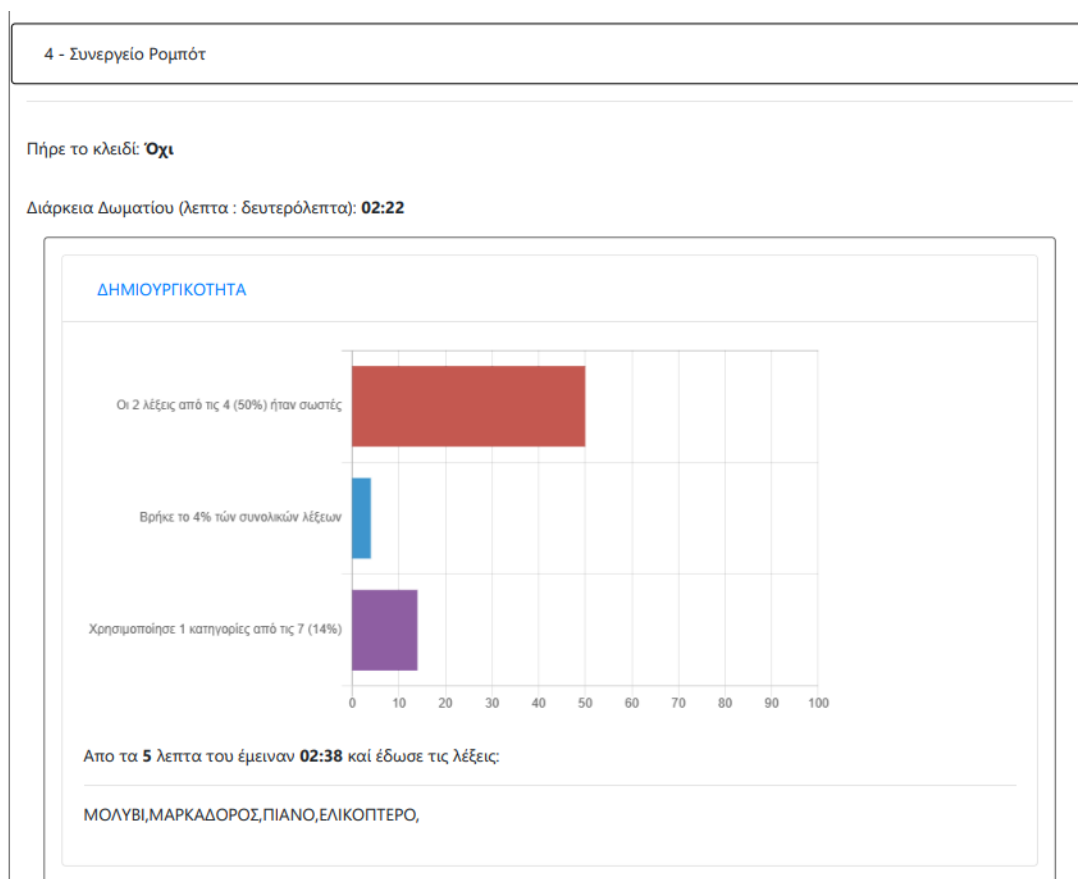 4 - Συνεργείο Ρομπότ
Πήρε το κλειδί: Όχι
Διάρκεια Δωματίου (λεπτα : δευτερόλεπτα): 02:22
ΔΗΜΙΟΥΡΓΙΚΟΤΗΤΑ
Οι 2 λέξεις από τις 4 (50%) ήταν σωστές
Βρήκε το 4% τών συνολικών λέξεων
Χρησιμοποίησε 1 κατηγορίες από τις 7 (14%)
0 10 20 30 40 50 60 70 80 90 100
Απο τα 5 λεπτα του έμειναν 02:38 καί έδωσε τις λέξεις:
ΜΟΛΥΒΙ,ΜΑΡΚΑΔΟΡΟΣ,ΠΙΑΝΟ,ΕΛΙΚΟΠΤΕΡΟ,